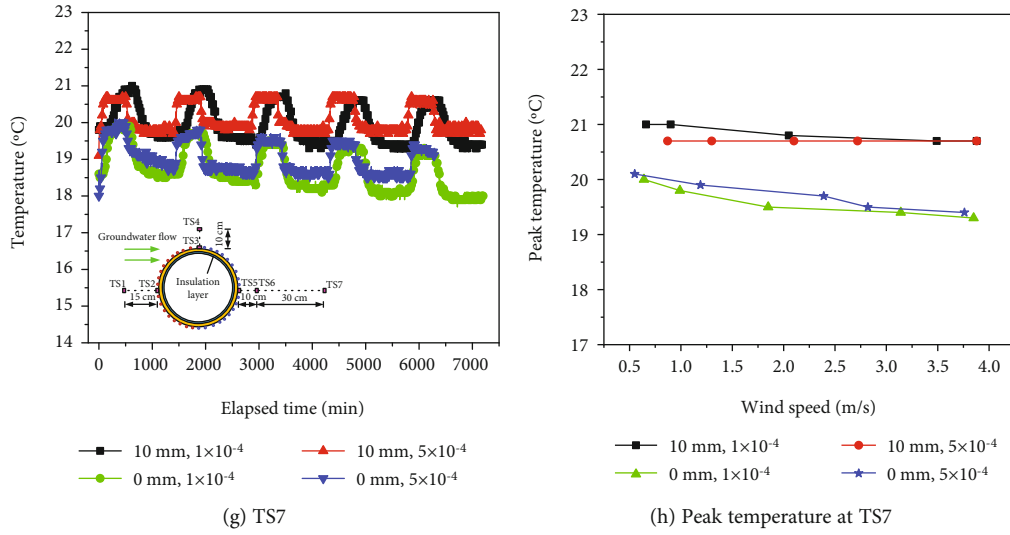 Temperature (°C)
23
22
21
20
19
18
17
16
15
14
0
1000
2000
3000
4000
5000
6000
7000
Elapsed time (min)
Groundwater flow
TS4
TS3
10 cm
Insulation
layer
TS1
TS2
TS5
TS6
TS7
15 cm
10 cm
30 cm
10 mm, 1×10⁻⁴
0 mm, 1×10⁻⁴
10 mm, 5×10⁻⁴
0 mm, 5×10⁻⁴
(g) TS7
Peak temperature (°C)
23
22
21
20
19
18
17
0.5
1.0
1.5
2.0
2.5
3.0
3.5
4.0
Wind speed (m/s)
10 mm, 1×10⁻⁴
0 mm, 1×10⁻⁴
10 mm, 5×10⁻⁴
0 mm, 5×10⁻⁴
(h) Peak temperature at TS7